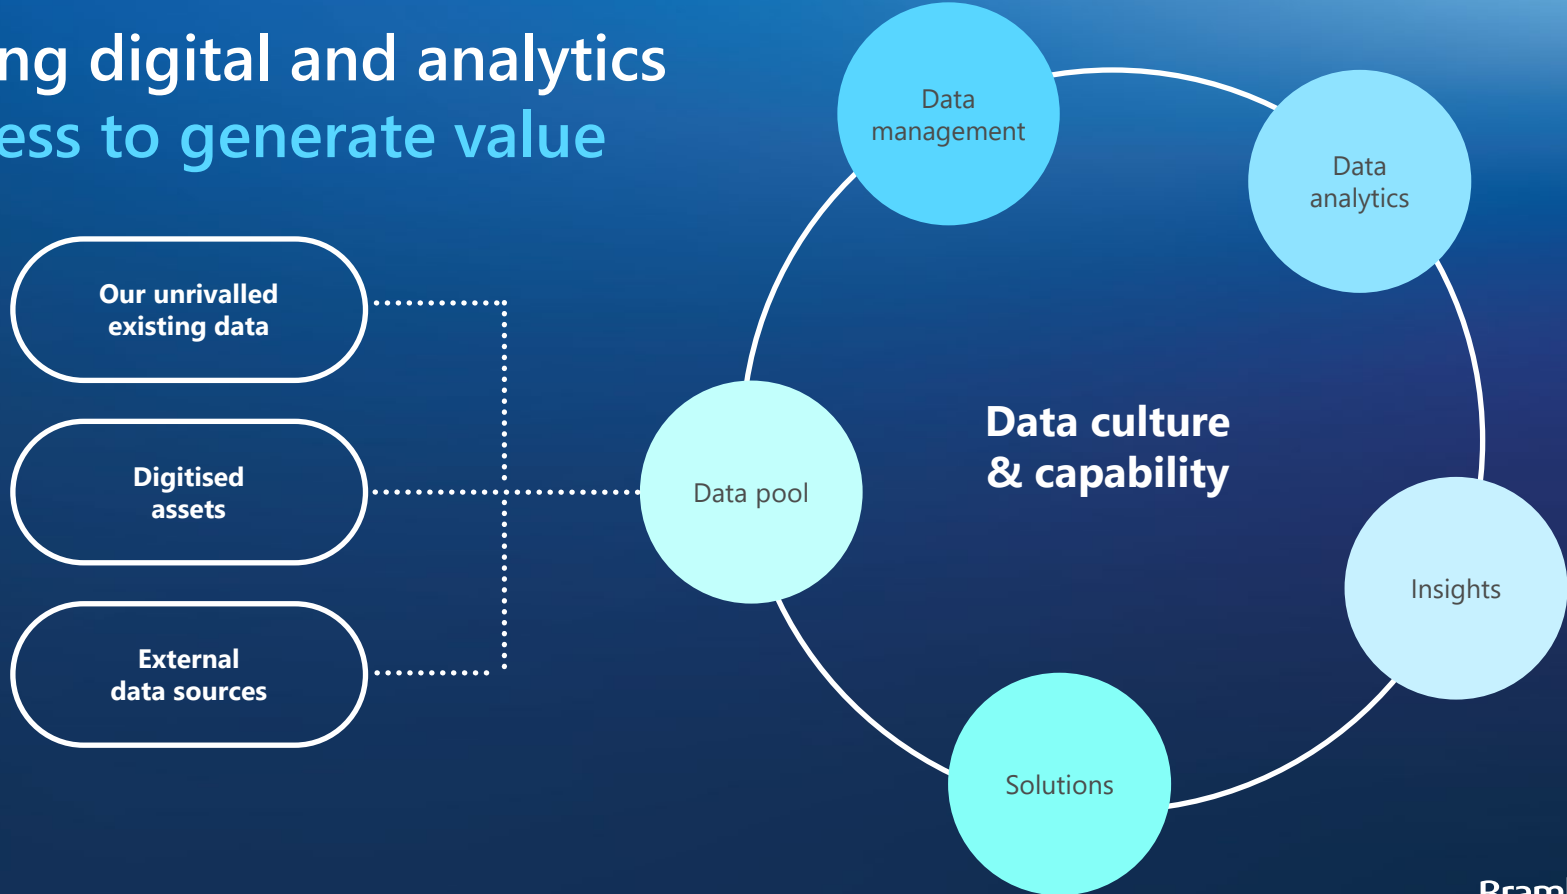 ng digital and analytics
ess to generate value
Our unrivalled
existing data
Digitised
assets
External
data sources
Data pool
Data
management
Data
analytics
Data culture
& capability
Insights
Solutions